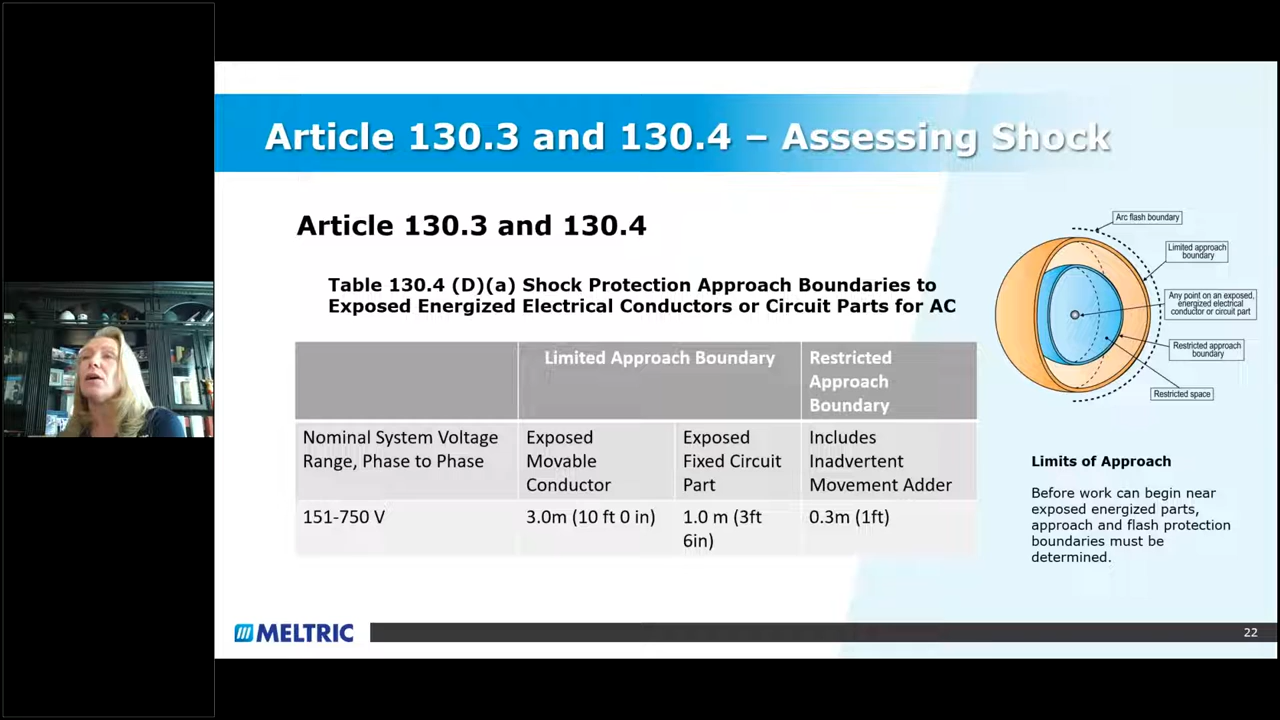 Article 130.3 and 130.4 – Assessing Shock
Article 130.3 and 130.4
Table 130.4 (D)(a) Shock Protection Approach Boundaries to
Exposed Energized Electrical Conductors or Circuit Parts for AC
Limited Approach Boundary
Restricted
Approach
Boundary
Nominal System Voltage
Range, Phase to Phase
Exposed
Movable
Conductor
Exposed
Fixed Circuit
Part
Includes
Inadvertent
Movement Adder
151-750 V
3.0m (10 ft 0 in)
1.0 m (3ft
6in)
0.3m (1ft)
Arc flash boundary
Limited approach
boundary
Any point on an exposed,
energized electrical
conductor or circuit part
Restricted approach
boundary
Restricted space
Limits of Approach
Before work can begin near
exposed energized parts,
approach and flash protection
boundaries must be
determined.
MELTRIC
22